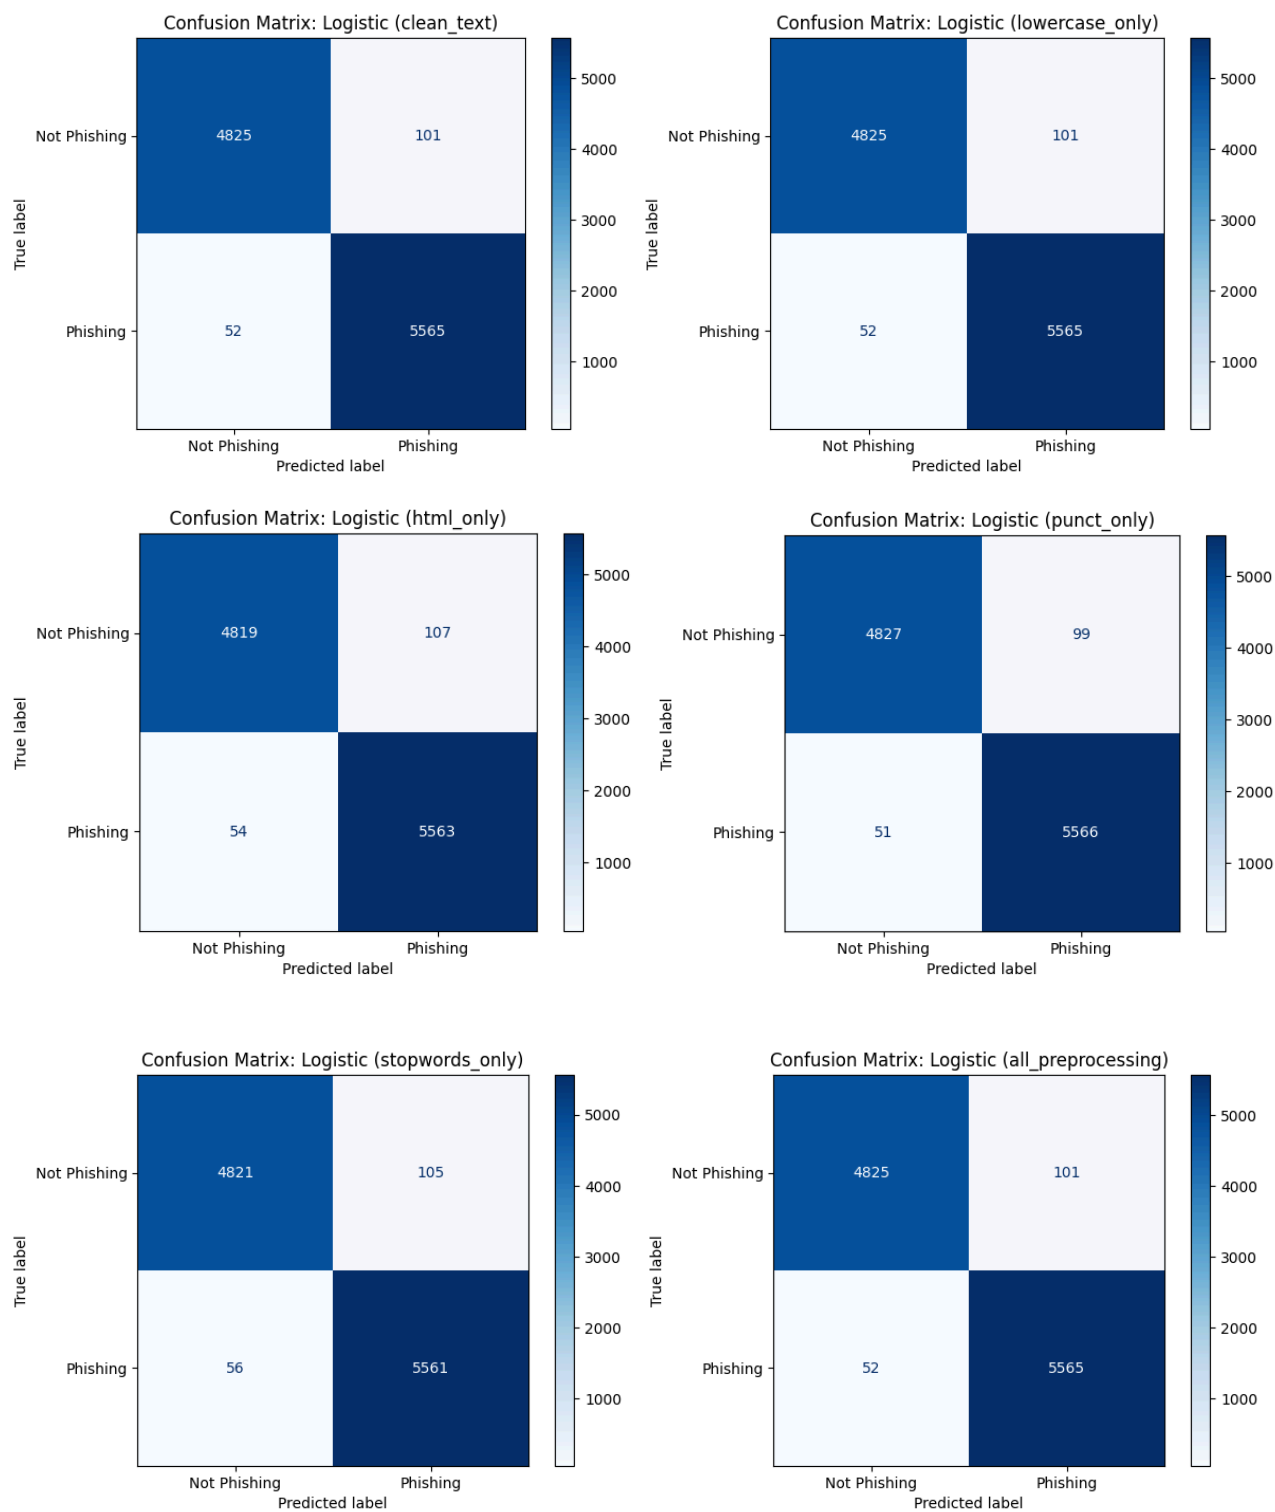 Confusion Matrix: Logistic (clean_text)
True label
Not Phishing
Phishing
4825
101
52
5565
Not Phishing
Phishing
Predicted label
5000
4000
3000
2000
1000
Confusion Matrix: Logistic (lowercase_only)
True label
Not Phishing
Phishing
4825
101
52
5565
Not Phishing
Phishing
Predicted label
5000
4000
3000
2000
1000
Confusion Matrix: Logistic (html_only)
True label
Not Phishing
Phishing
4819
107
54
5563
Not Phishing
Phishing
Predicted label
5000
4000
3000
2000
1000
Confusion Matrix: Logistic (punct_only)
True label
Not Phishing
Phishing
4827
99
51
5566
Not Phishing
Phishing
Predicted label
5000
4000
3000
2000
1000
Confusion Matrix: Logistic (stopwords_only)
True label
Not Phishing
Phishing
4821
105
56
5561
Not Phishing
Phishing
Predicted label
5000
4000
3000
2000
1000
Confusion Matrix: Logistic (all_preprocessing)
True label
Not Phishing
Phishing
4825
101
52
5565
Not Phishing
Phishing
Predicted label
5000
4000
3000
2000
1000